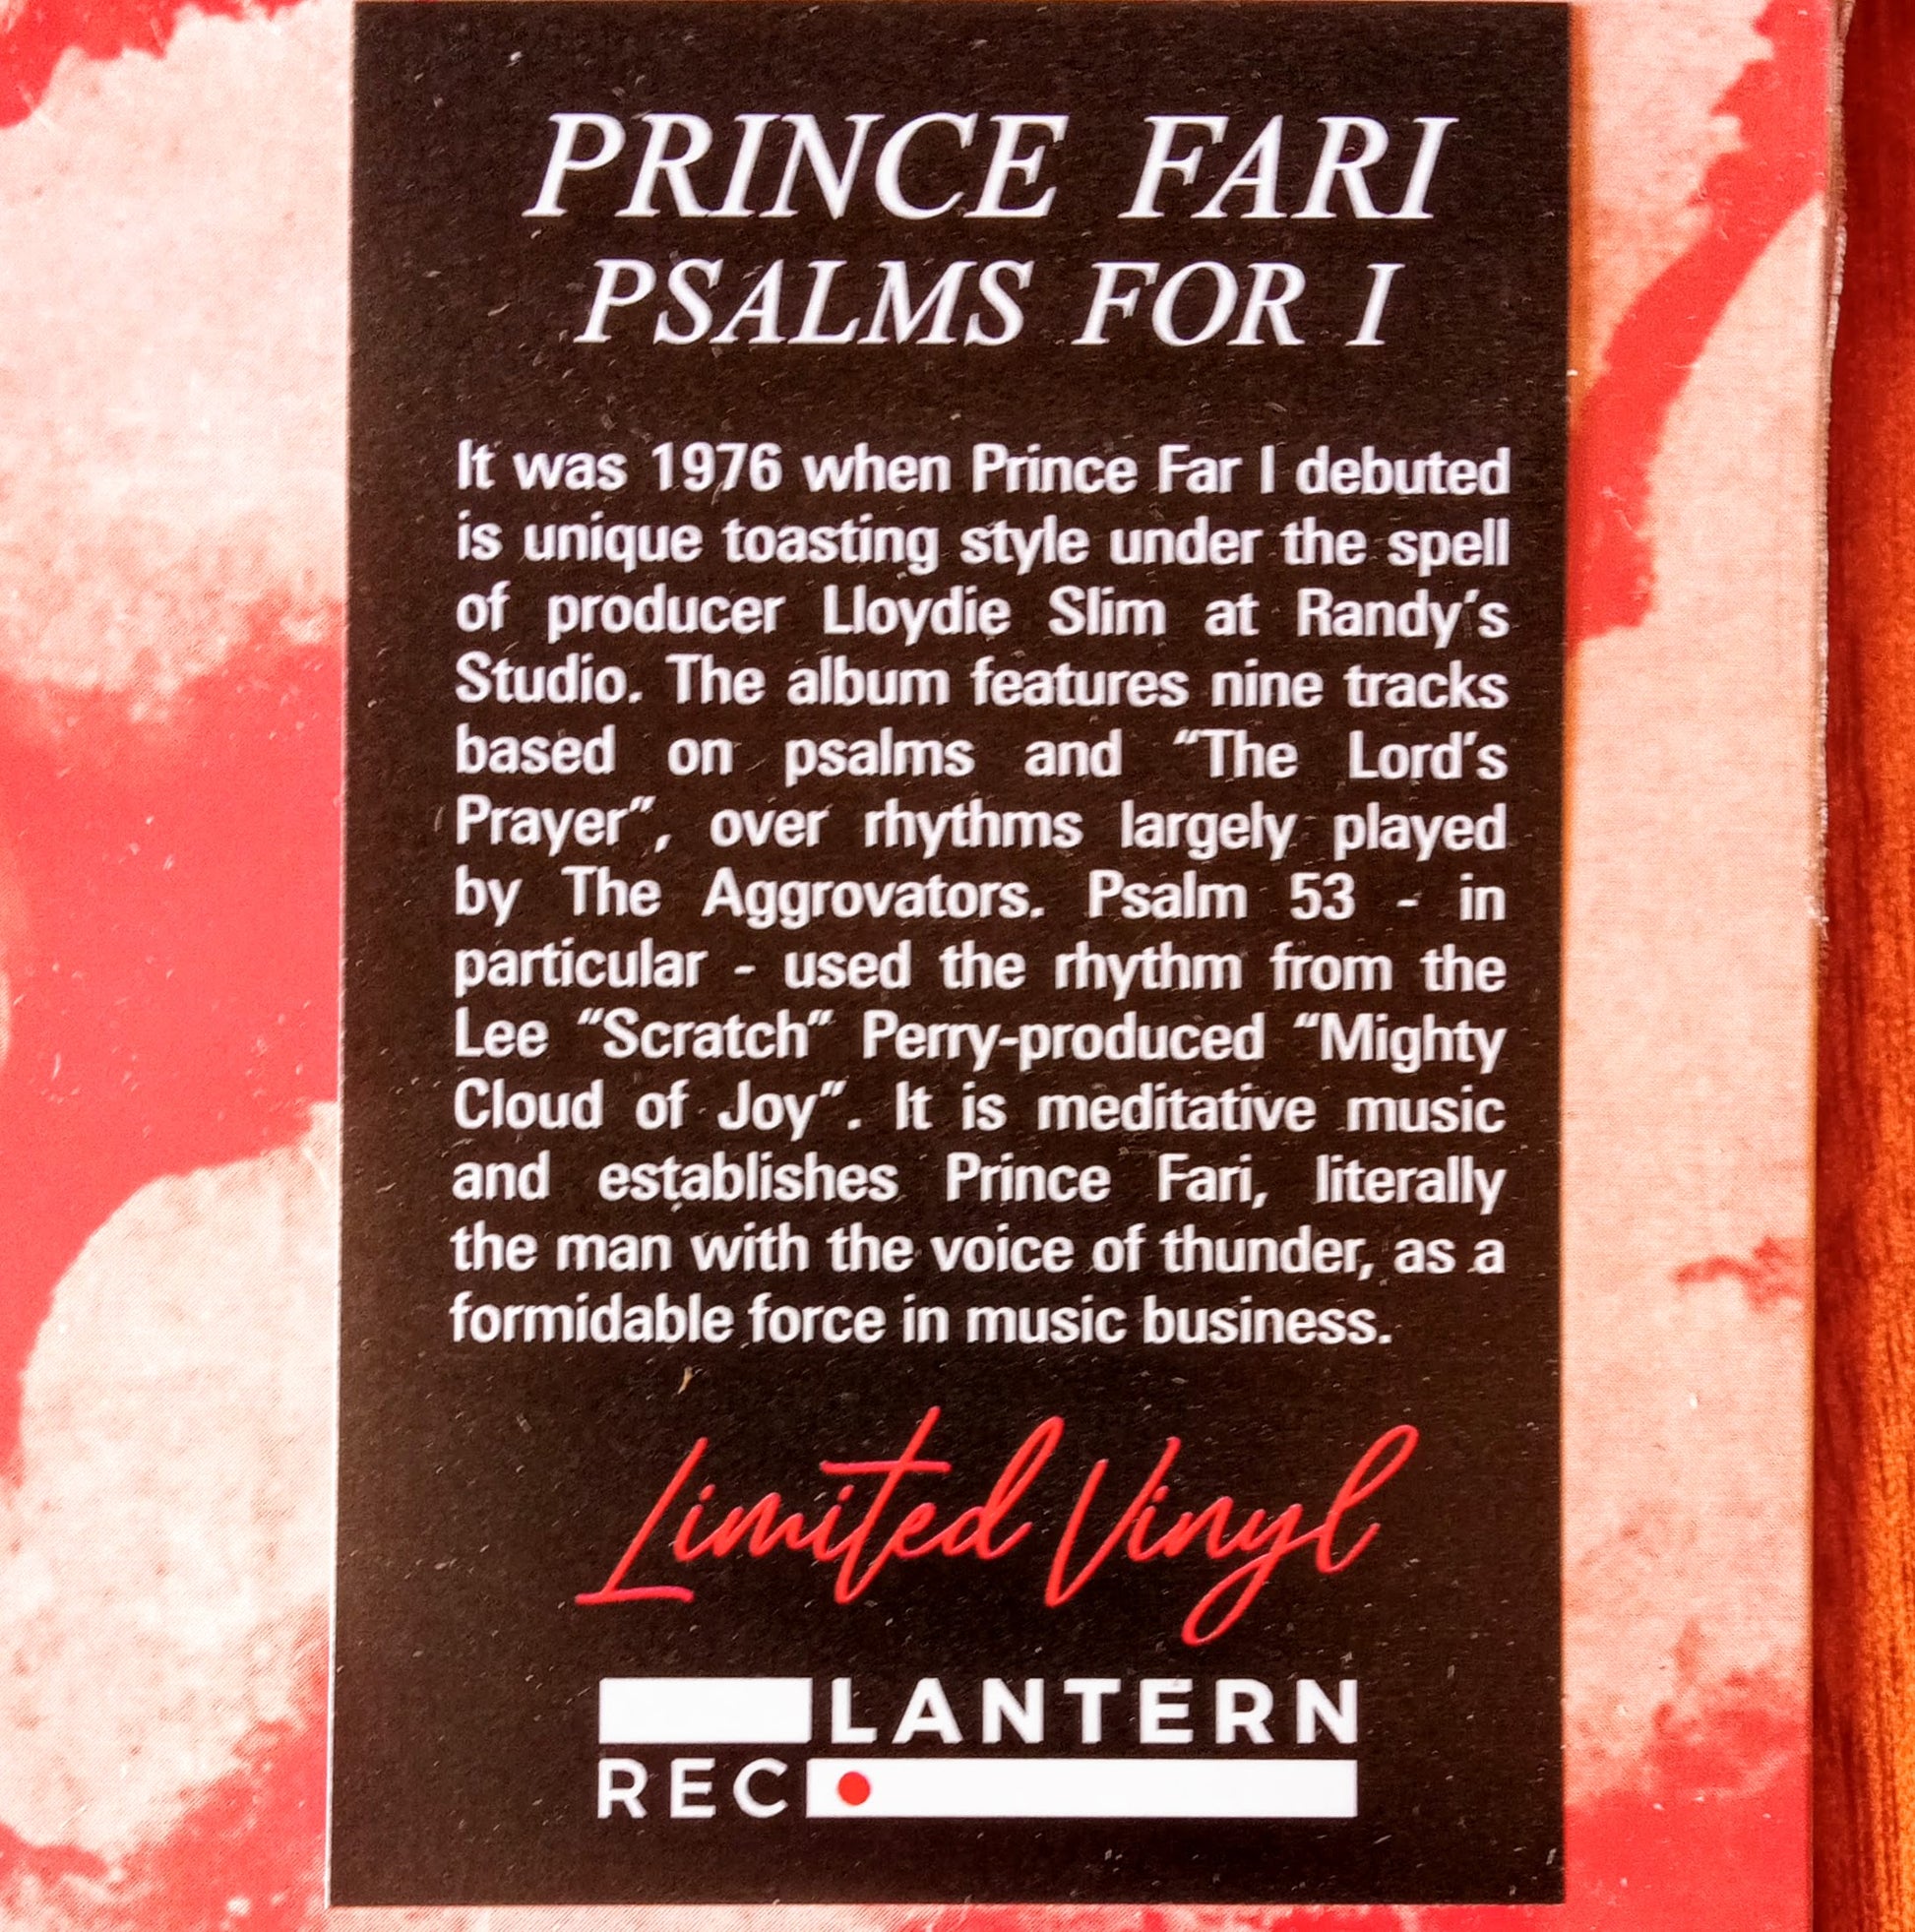 PRINCE FARI
PSALMS FOR I
It was 1976 when Prince Far I debuted
is unique toasting style under the spell
of producer Lloydie Slim at Randy's
Studio. The album features nine tracks
based on psalms and “The Lord's
Prayer”, over rhythms largely played
by The Aggrovators. Psalm 53 - in
particular - used the rhythm from the
Lee “Scratch” Perry-produced “Mighty
Cloud of Joy”. It is meditative music
and establishes Prince Fari, literally
the man with the voice of thunder, as a
formidable force in music business.
Limited Vinyl
LANTERN
REC